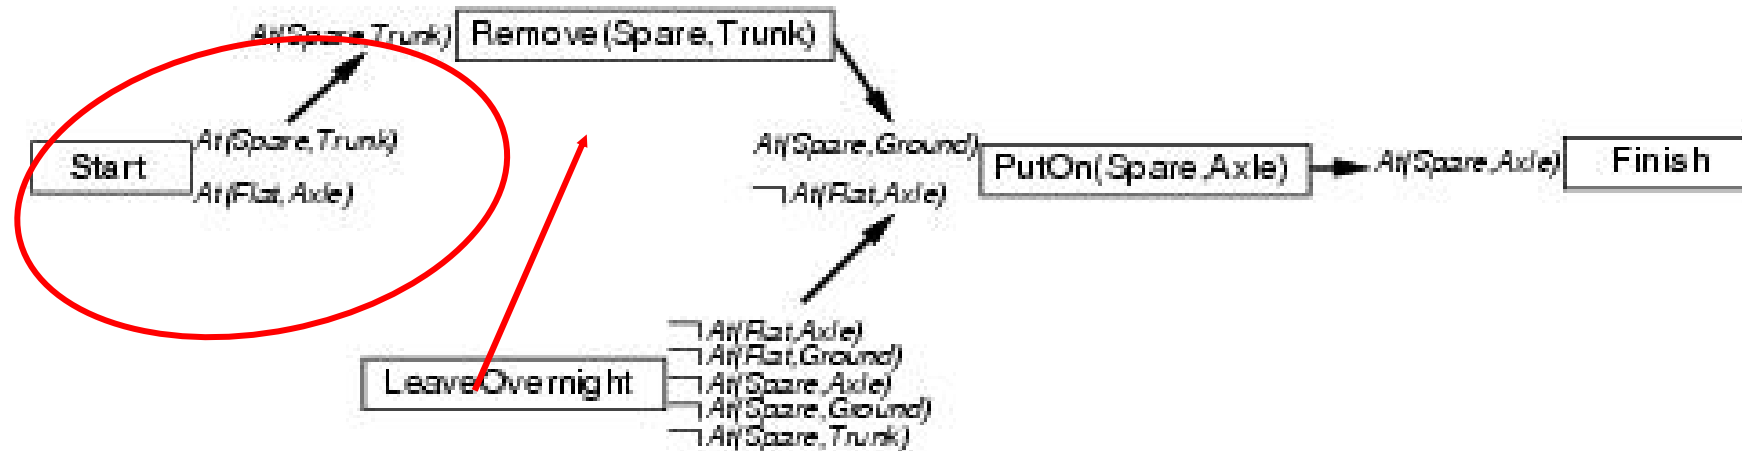 At(Spare,Trunk) Remove(Spare,Trunk)
Start
At(Spare,Trunk)
At(Flat,Axle)
At(Spare,Ground)
¬At(Flat,Axle)
PutOn(Spare,Axle)
At(Spare,Axle)
Finish
LeaveOvernight
¬At(Flat,Axle)
¬At(Flat,Ground)
¬At(Spare,Axle)
¬At(Spare,Ground)
¬At(Spare,Trunk)